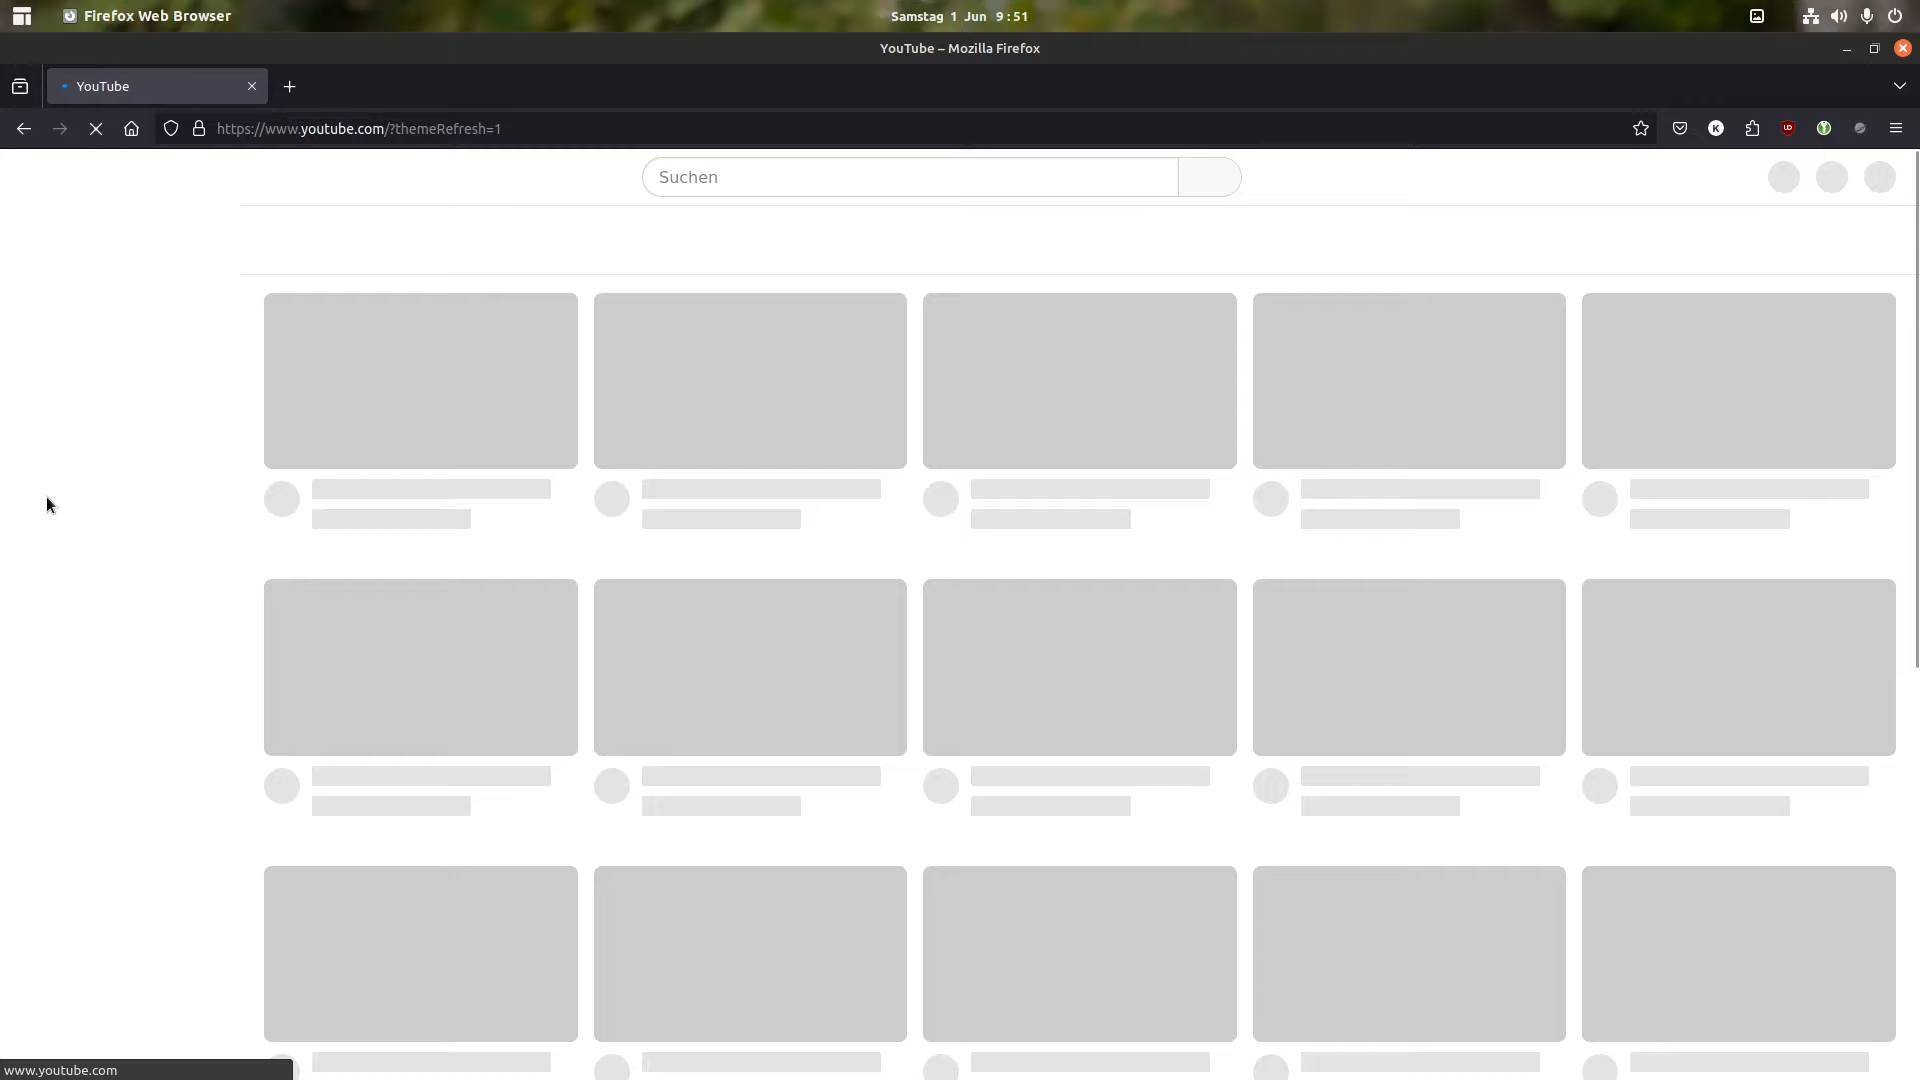 Firefox Web Browser
Samstag 1 Jun 9:51
YouTube – Mozilla Firefox
YouTube
https://www.youtube.com/?themeRefresh=1
K
UD
Suchen
www.youtube.com